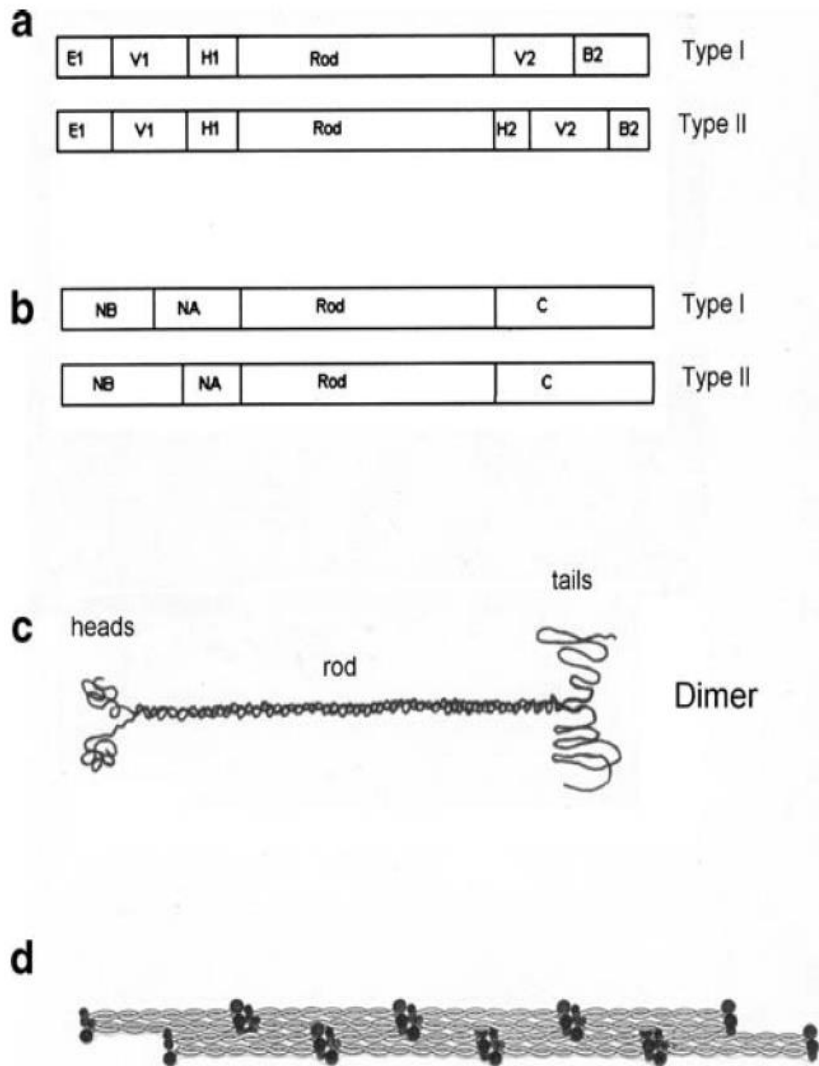 a
E1 V1 H1 Rod V2 B2 Type I
E1 V1 H1 Rod H2 V2 B2 Type II
b
NB NA Rod C Type I
NB NA Rod C Type II
tails
c heads
rod
Dimer
d